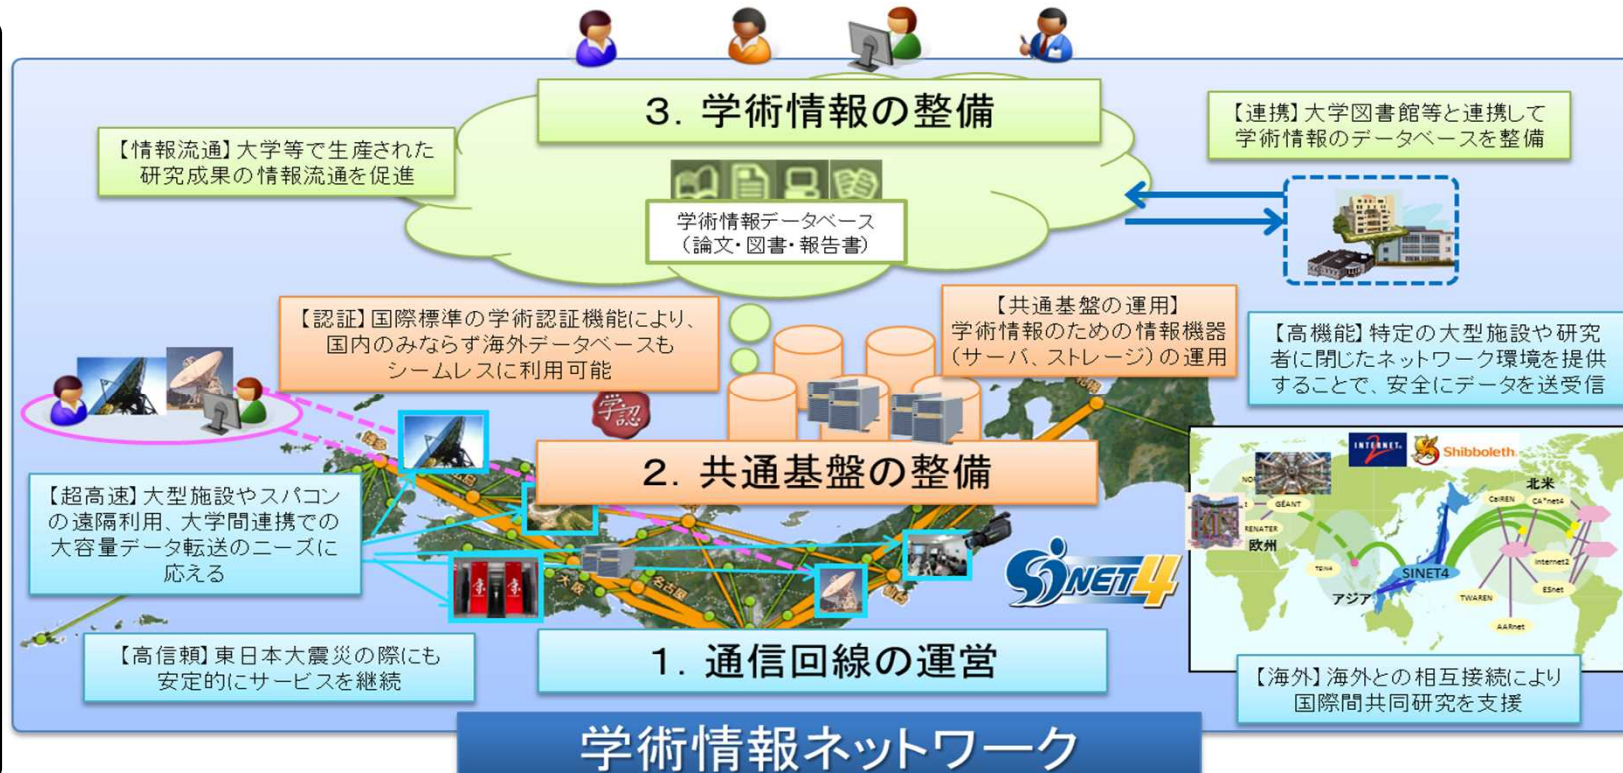 3. 学術情報の整備
【情報流通】大学等で生産された
研究成果の情報流通を促進
【連携】大学図書館等と連携して
学術情報のデータベースを整備
学術情報データベース
（論文・図書・報告書）
【認証】国際標準の学術認証機能により、
国内のみならず海外データベースも
シームレスに利用可能
【共通基盤の運用】
学術情報のための情報機器
（サーバ、ストレージ）の運用
【高機能】特定の大型施設や研究
者に閉じたネットワーク環境を提供
することで、安全にデータを送受信
学認
2. 共通基盤の整備
【超高速】大型施設やスパコン
の遠隔利用、大学間連携での
大容量データ転送のニーズに
応える
大阪
名古屋
仙台
SINET4
INTERNET 2
Shibboleth.
北米
CalREN
CA*net4
GÉANT
RENATER
欧州
TEIN4
SINET4
Internet2
ESnet
アジア
TWAREN
AARnet
1. 通信回線の運営
【高信頼】東日本大震災の際にも
安定的にサービスを継続
【海外】海外との相互接続により
国際間共同研究を支援
学術情報ネットワーク